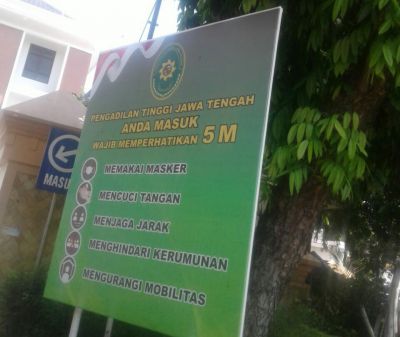 PENGADILAN TINGGI JAWA TENGAH
ANDA MASUK
WAJIB MEMPERHATIKAN 5 M
MEMAKAI MASKER
MENCUCI TANGAN
MENJAGA JARAK
MENGHINDARI KERUMUNAN
MENGURANGI MOBILITAS
MASU